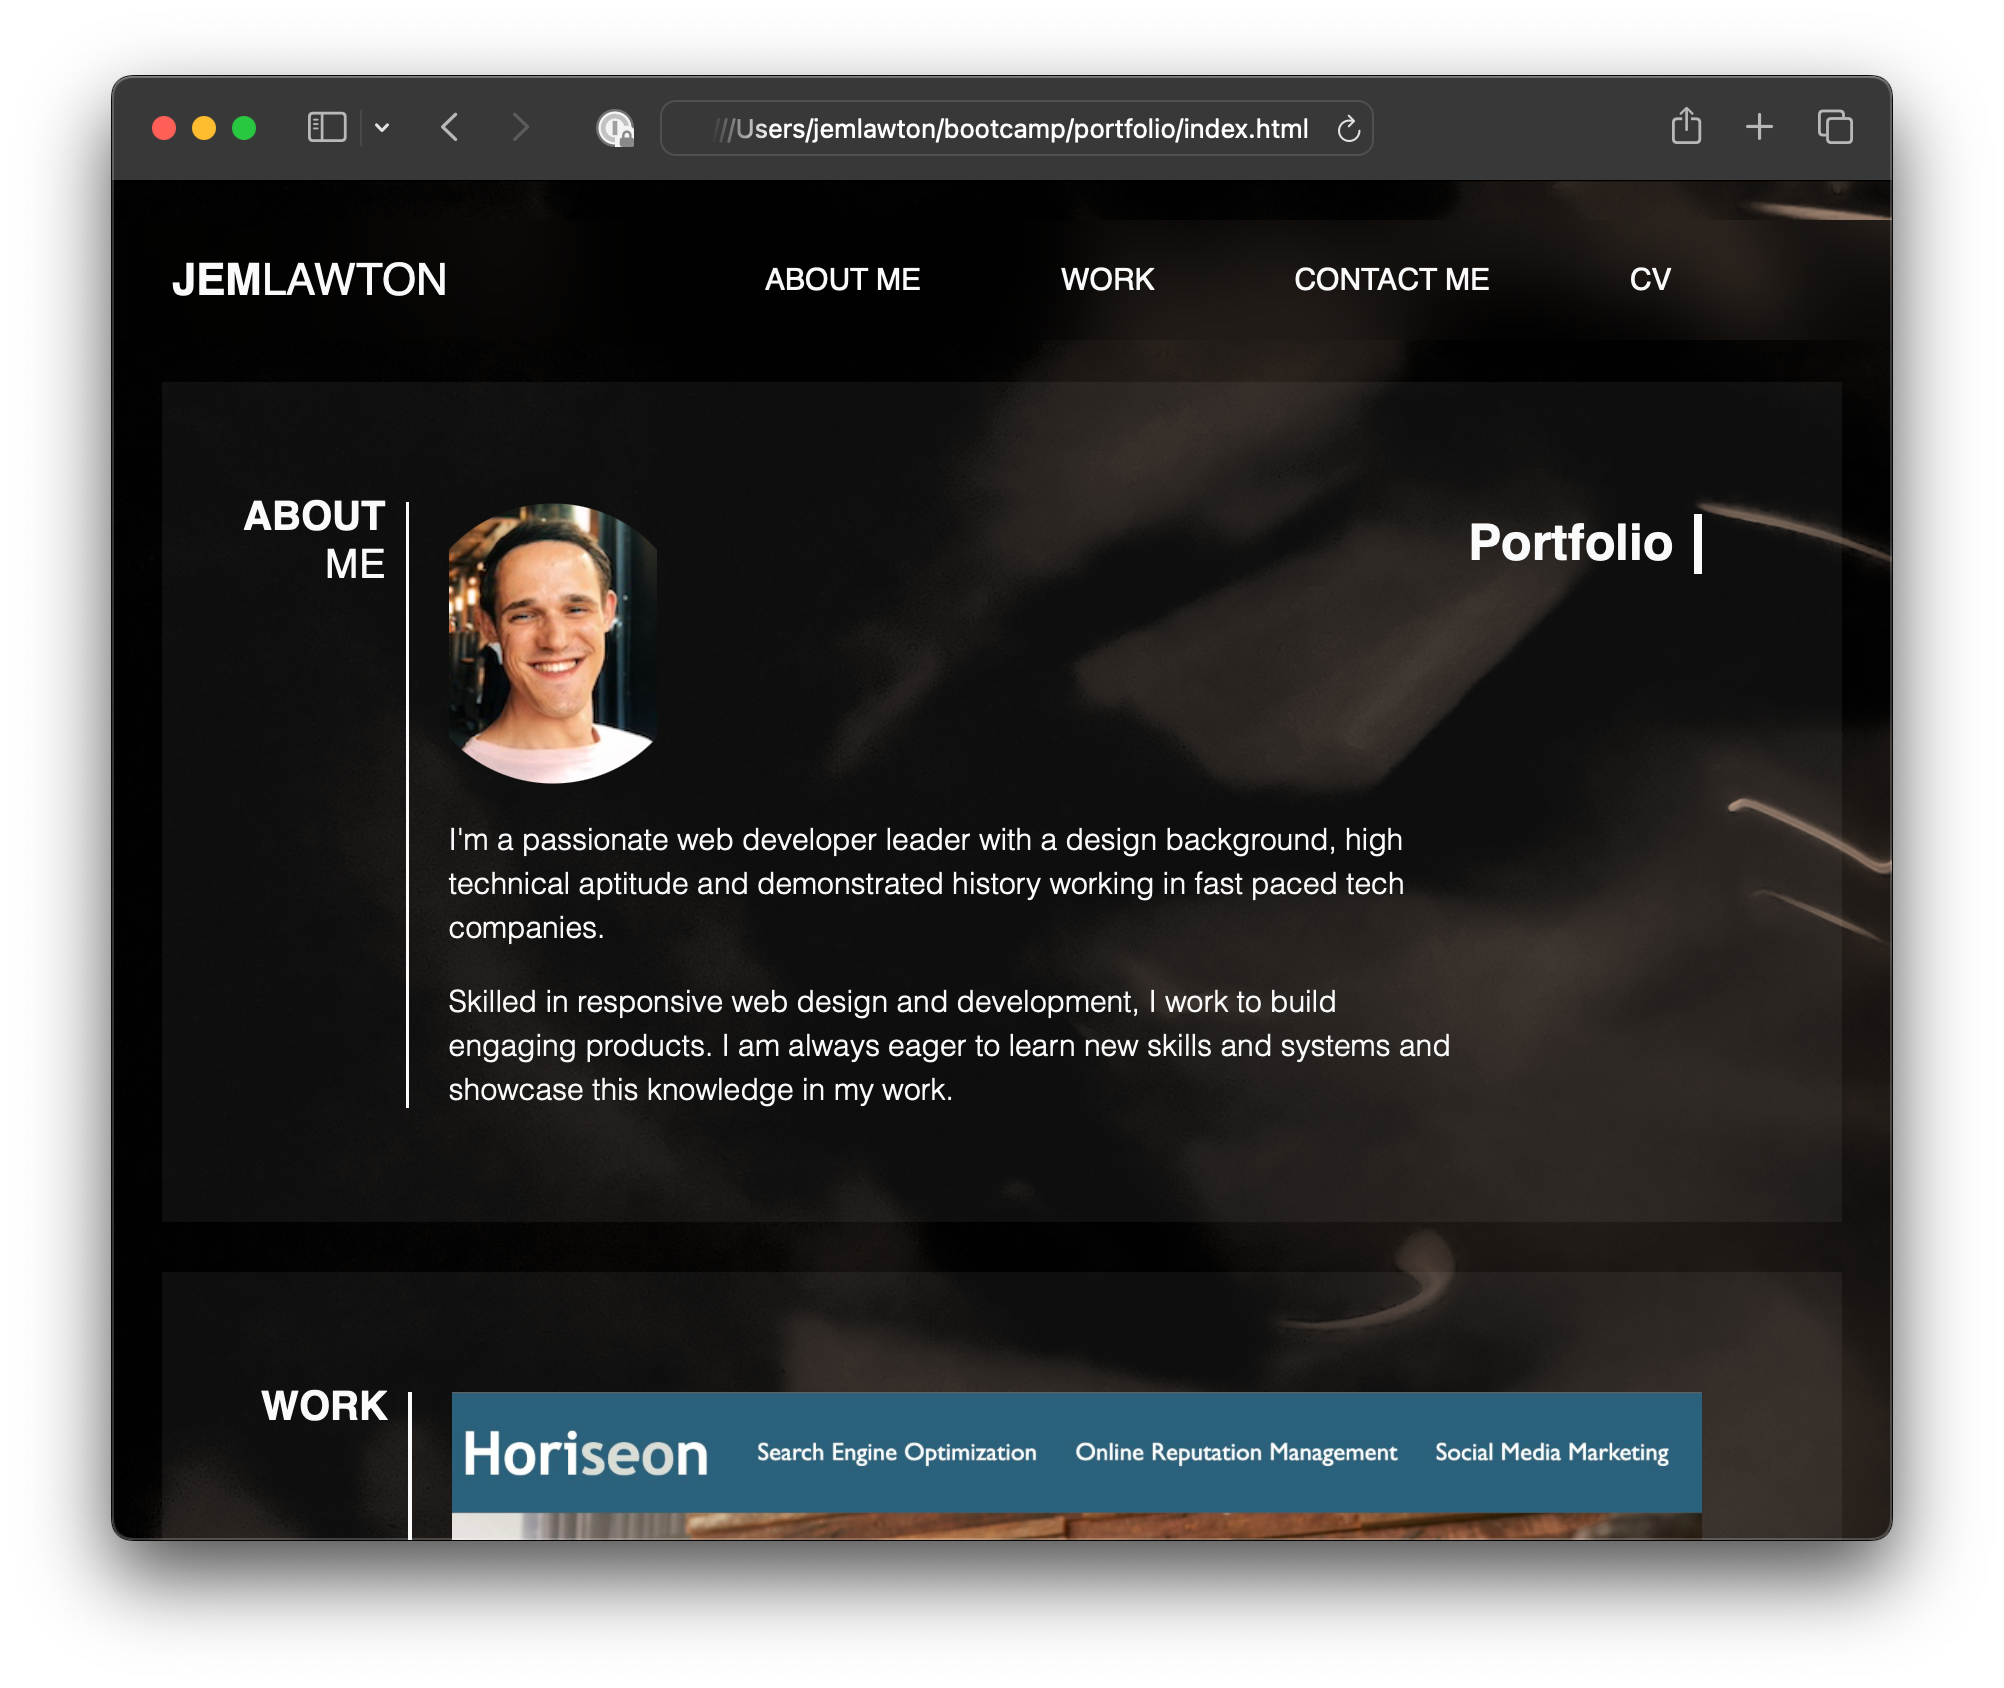 ///Users/jemlawton/bootcamp/portfolio/index.html
JEMLAWTON
ABOUT ME
WORK
CONTACT ME
CV
ABOUT
ME
Portfolio
I'm a passionate web developer leader with a design background, high
technical aptitude and demonstrated history working in fast paced tech
companies.
Skilled in responsive web design and development, I work to build
engaging products. I am always eager to learn new skills and systems and
showcase this knowledge in my work.
WORK
Horiseon
Search Engine Optimization
Online Reputation Management
Social Media Marketing